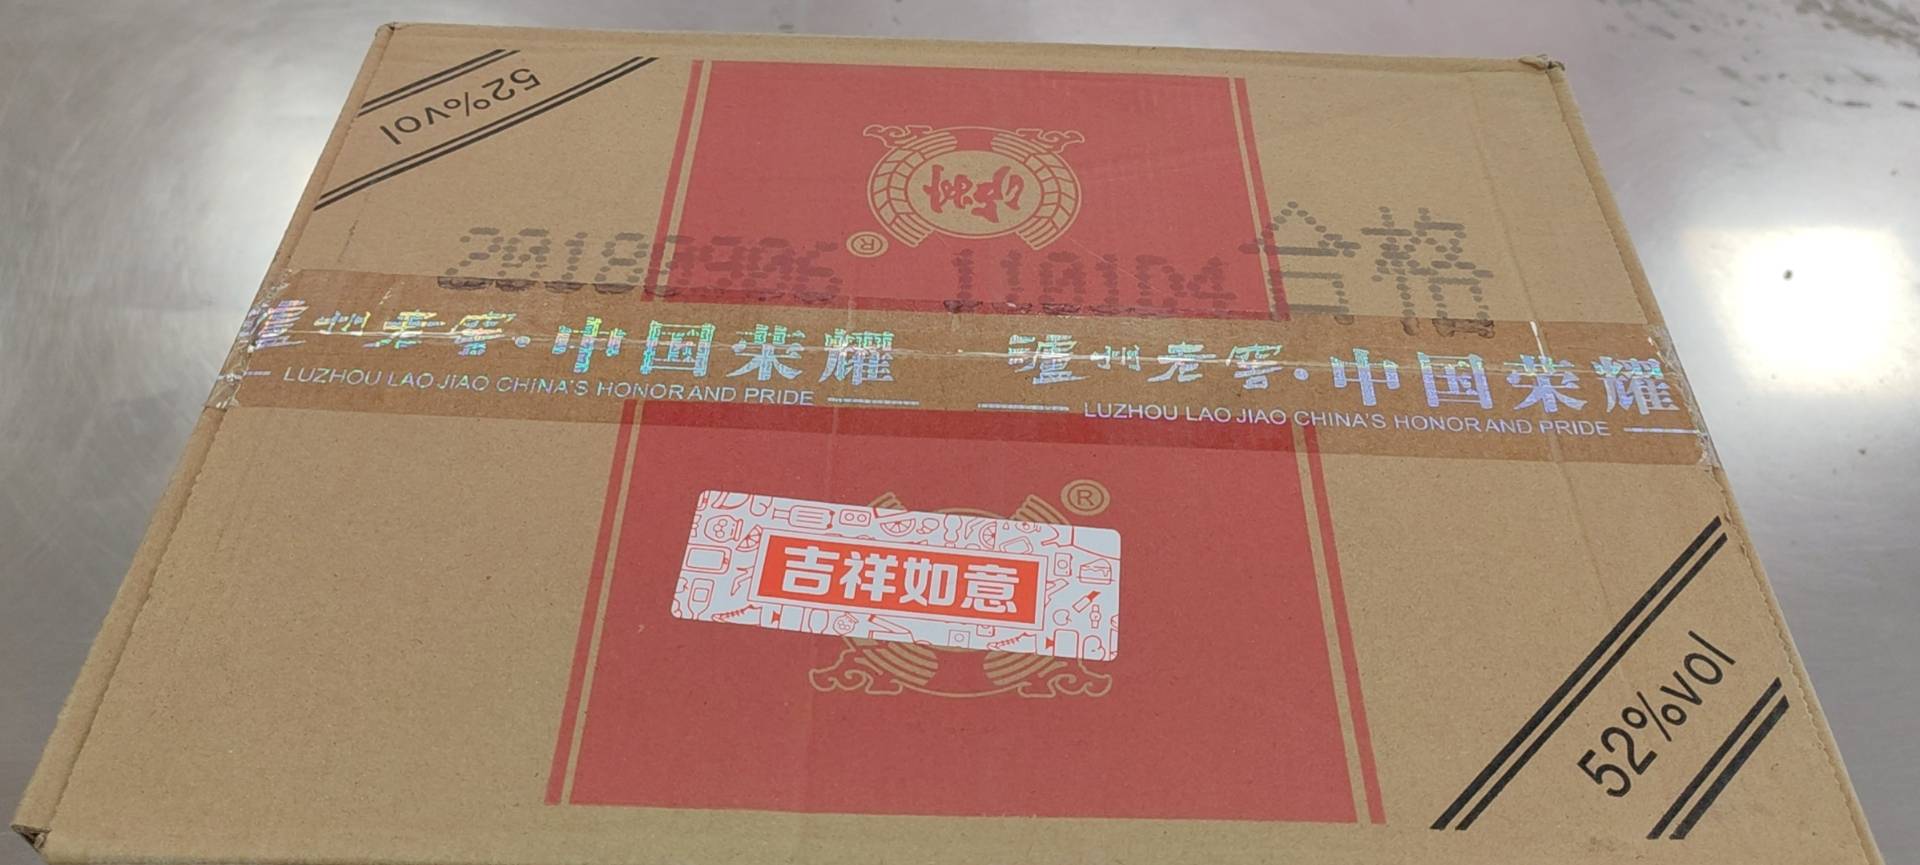 52%vol
®
20180906 110104 合格
泸州老窖·中国荣耀 泸州老窖·中国荣耀
LUZHOU LAO JIAO CHINA'S HONOR AND PRIDE LUZHOU LAO JIAO CHINA'S HONOR AND PRIDE
®
吉祥如意
52%vol